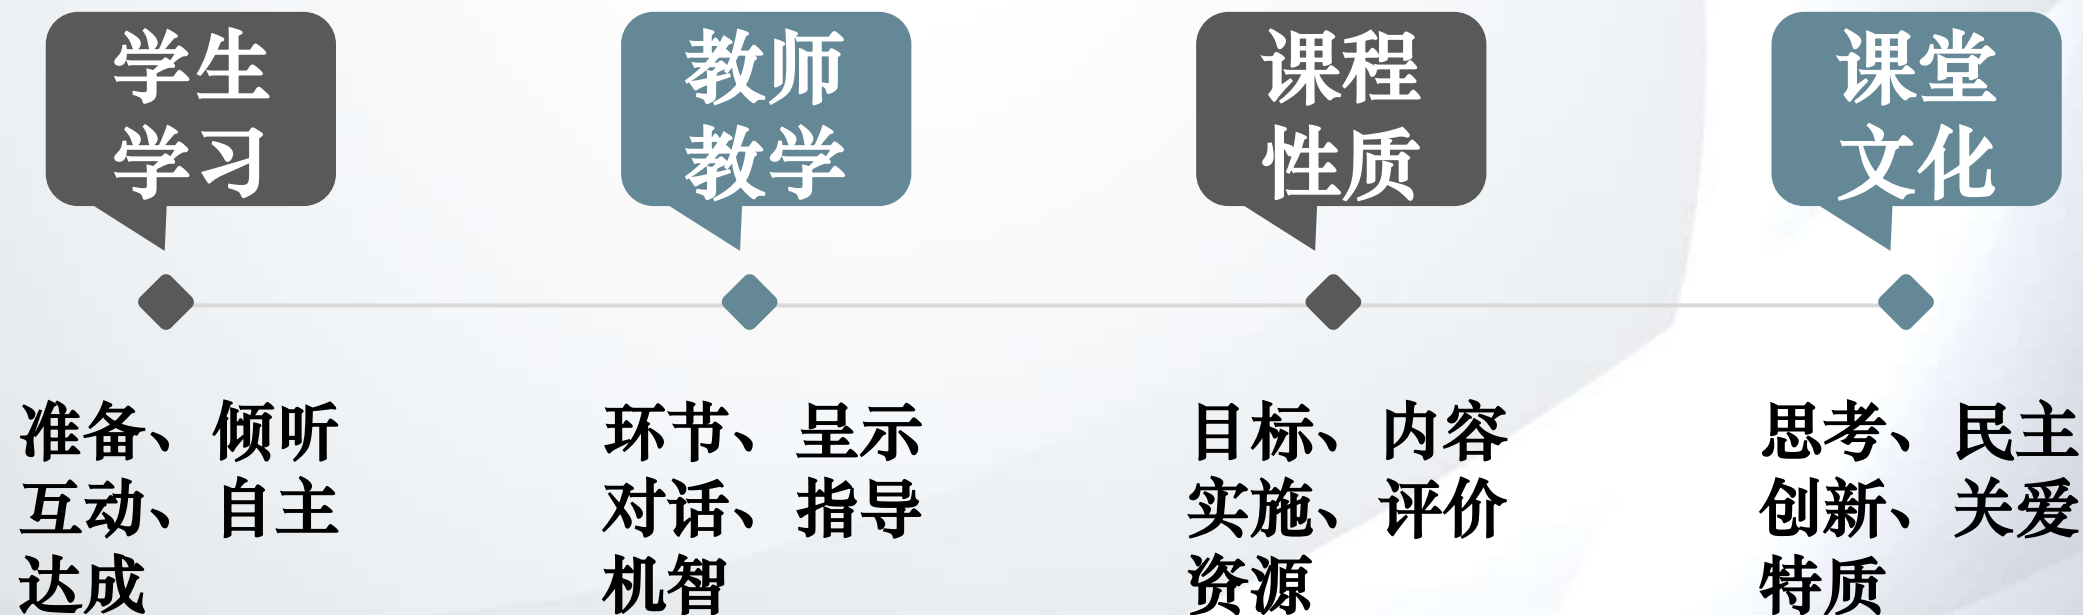 学生
学习
教师
教学
课程
性质
课堂
文化
准备、倾听
互动、自主
达成
环节、呈示
对话、指导
机智
目标、内容
实施、评价
资源
思考、民主
创新、关爱
特质